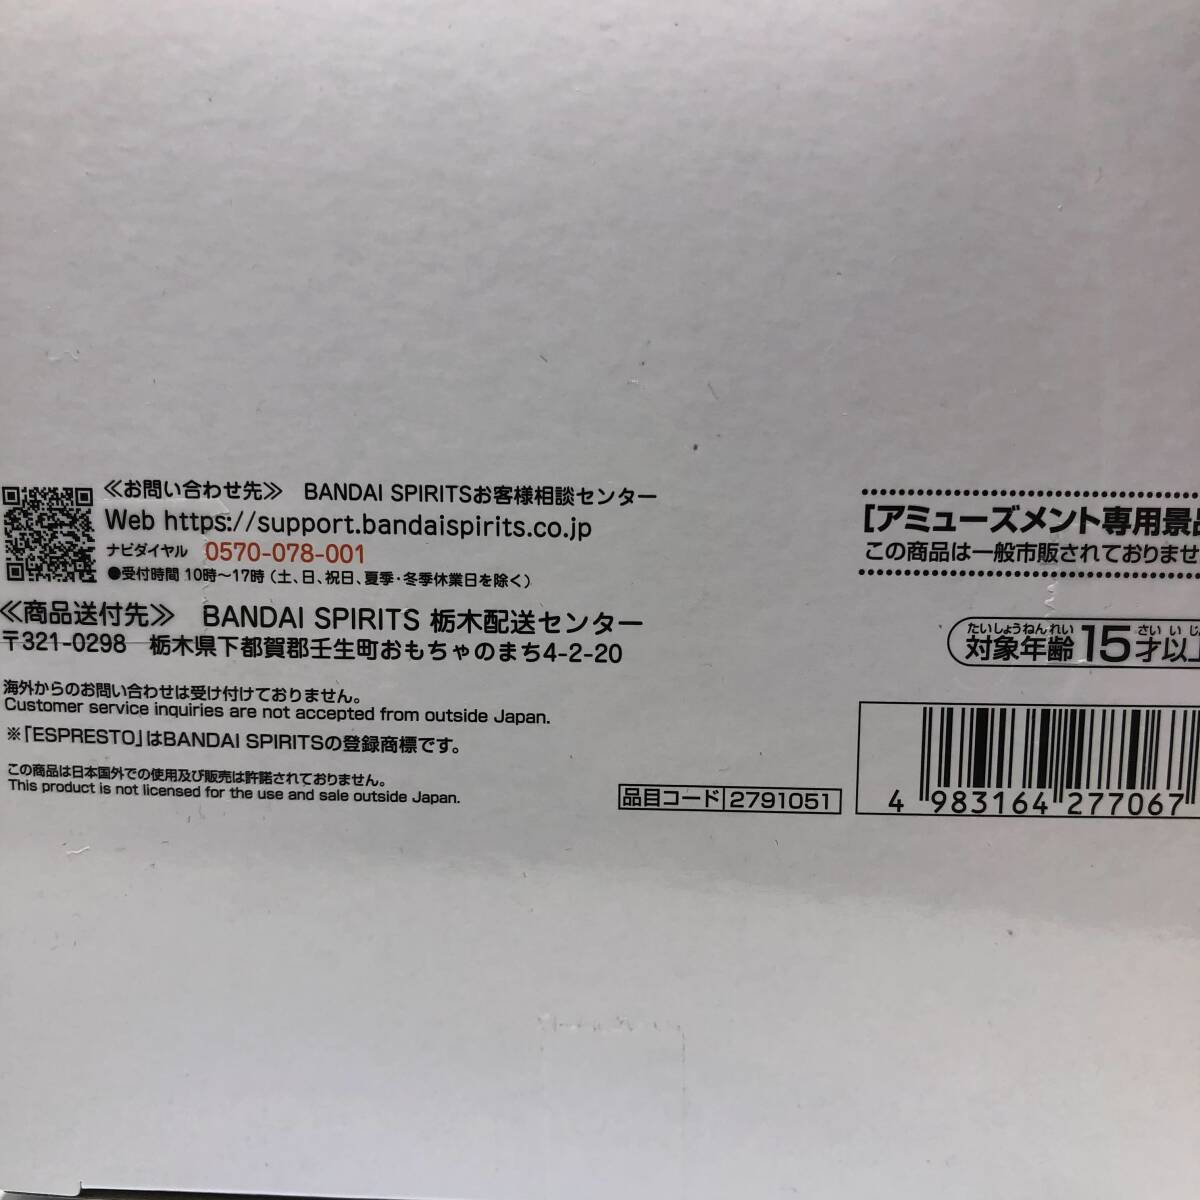 ≪お問い合わせ先≫ BANDAI SPIRITSお客様相談センター
Web https://support.bandaispirits.co.jp
ナビダイヤル 0570-078-001
●受付時間 10時～17時（土、日、祝日、夏季・冬季休業日を除く）
≪商品送付先≫ BANDAI SPIRITS 栃木配送センター
〒321-0298 栃木県下都賀郡壬生町おもちゃのまち4-2-20
海外からのお問い合わせは受け付けておりません。
Customer service inquiries are not accepted from outside Japan.
※「ESPRESTO」はBANDAI SPIRITSの登録商標です。
この商品は日本国外での使用及び販売は許諾されておりません。
This product is not licensed for the use and sale outside Japan.
品目コード 2791051
[アミューズメント専用景品
この商品は一般市販されておりませ
たいしょうねんれい さいいじ
対象年齢 15才以上
4 983164 277067